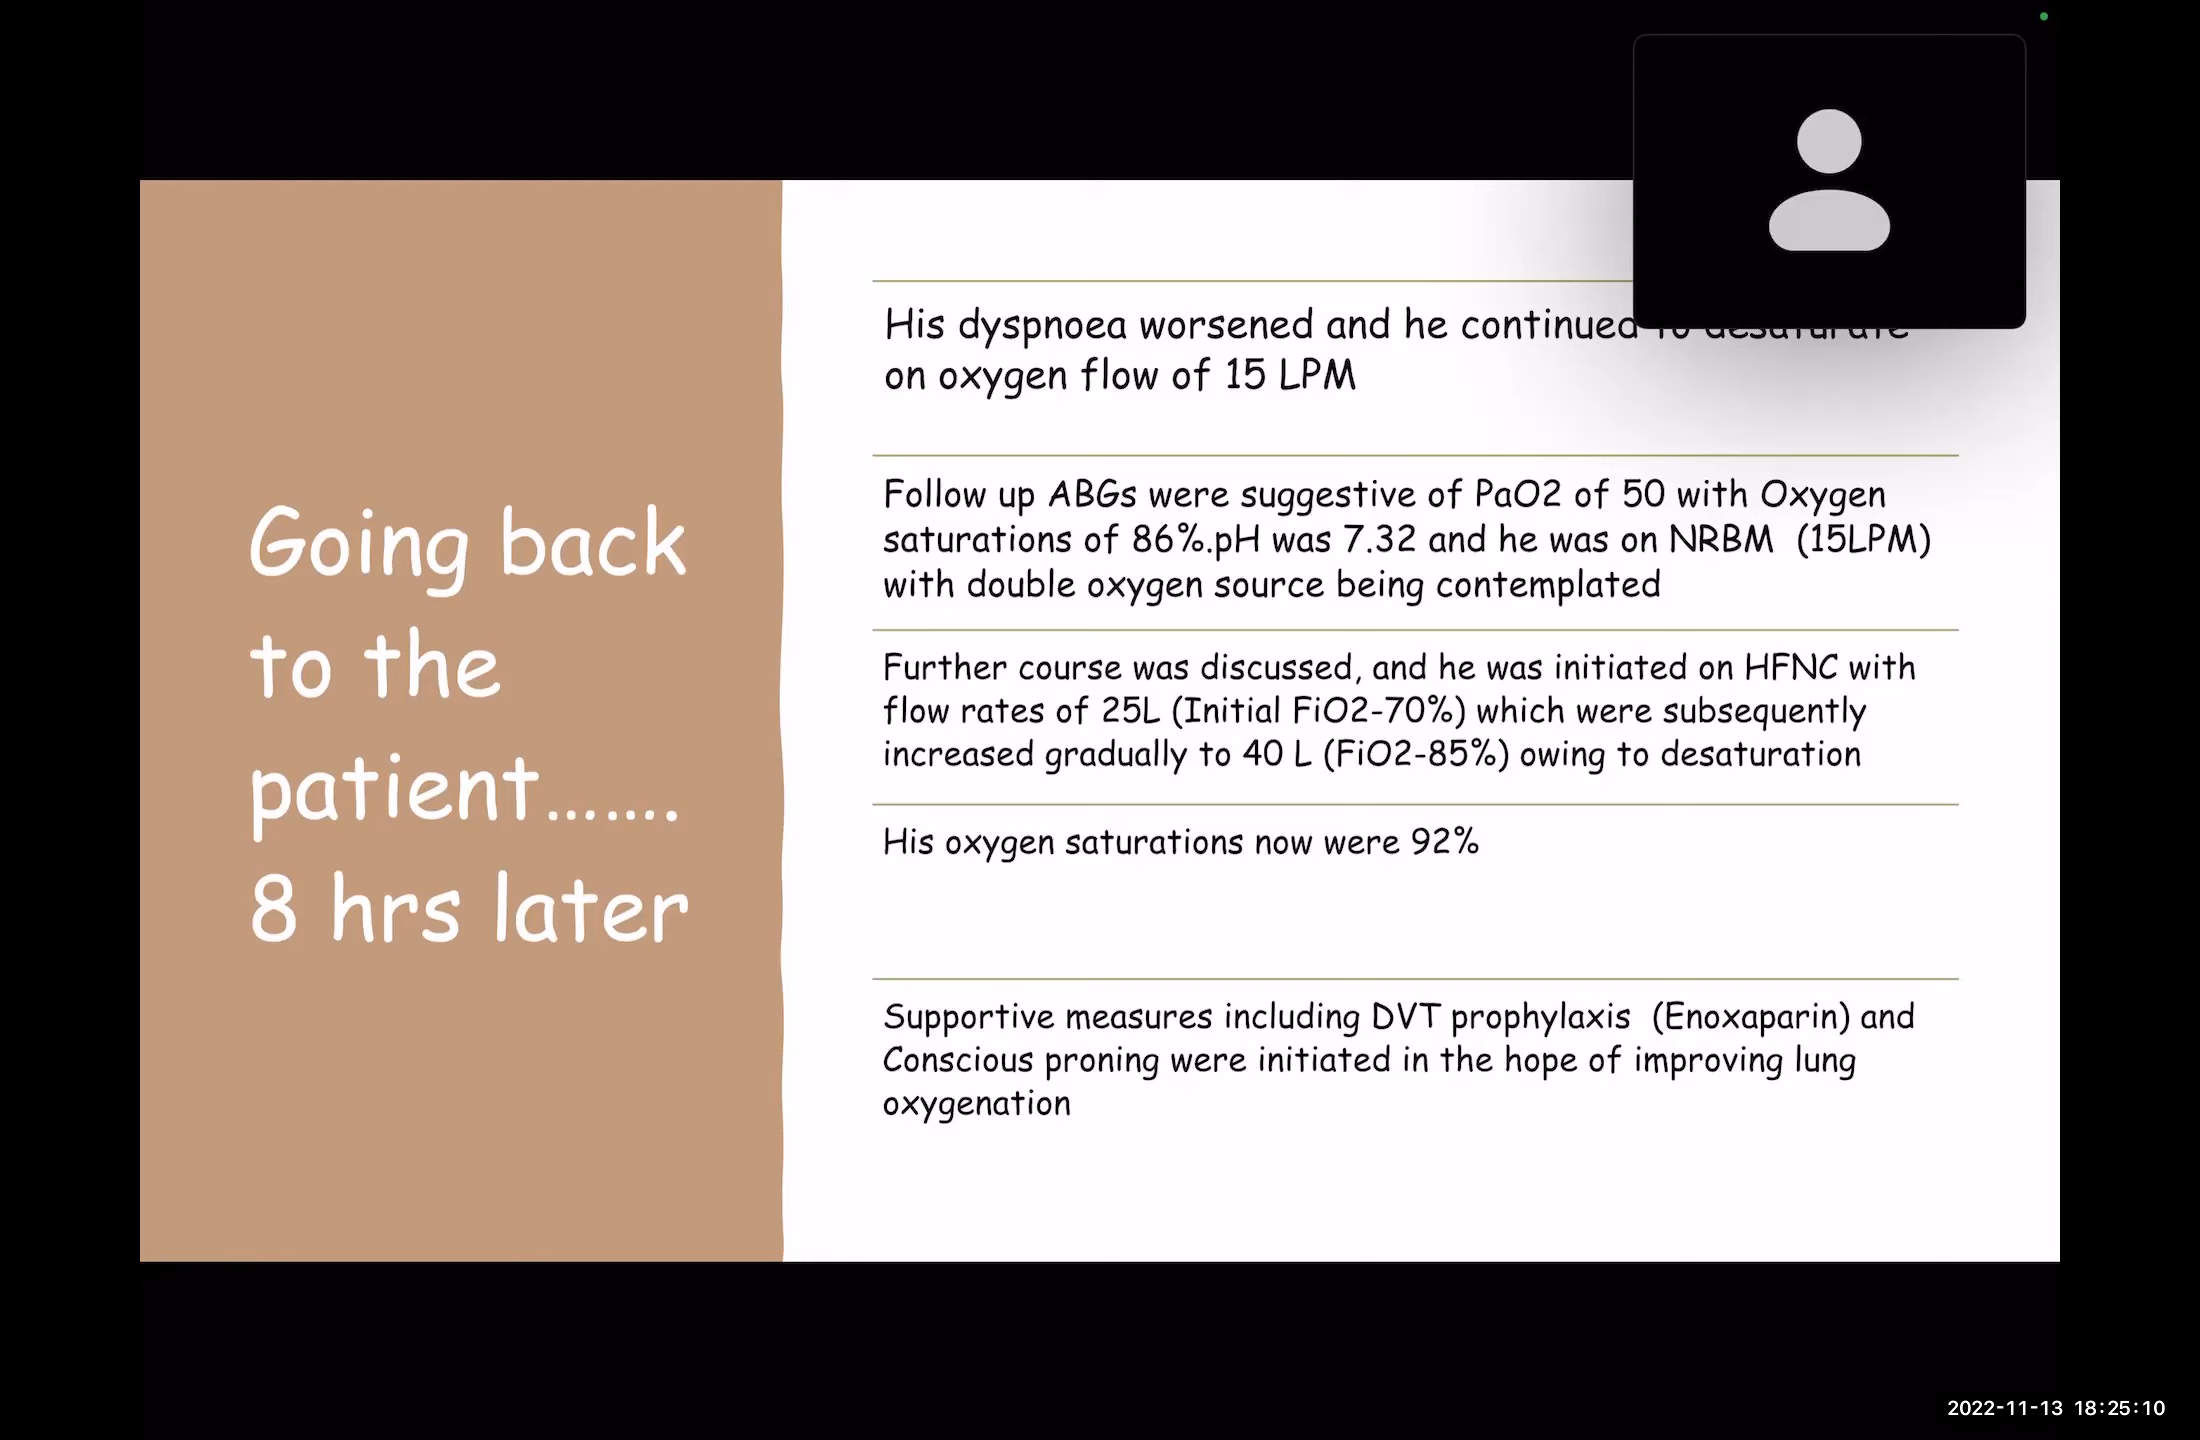 Going back
to the
patient.......
8 hrs later
His dyspnoea worsened and he continued to desaturate
on oxygen flow of 15 LPM
Follow up ABGs were suggestive of PaO2 of 50 with Oxygen
saturations of 86%.pH was 7.32 and he was on NRBM (15LPM)
with double oxygen source being contemplated
Further course was discussed, and he was initiated on HFNC with
flow rates of 25L (Initial FiO2-70%) which were subsequently
increased gradually to 40 L (FiO2-85%) owing to desaturation
His oxygen saturations now were 92%
Supportive measures including DVT prophylaxis (Enoxaparin) and
Conscious proning were initiated in the hope of improving lung
oxygenation
2022-11-13 18:25:10